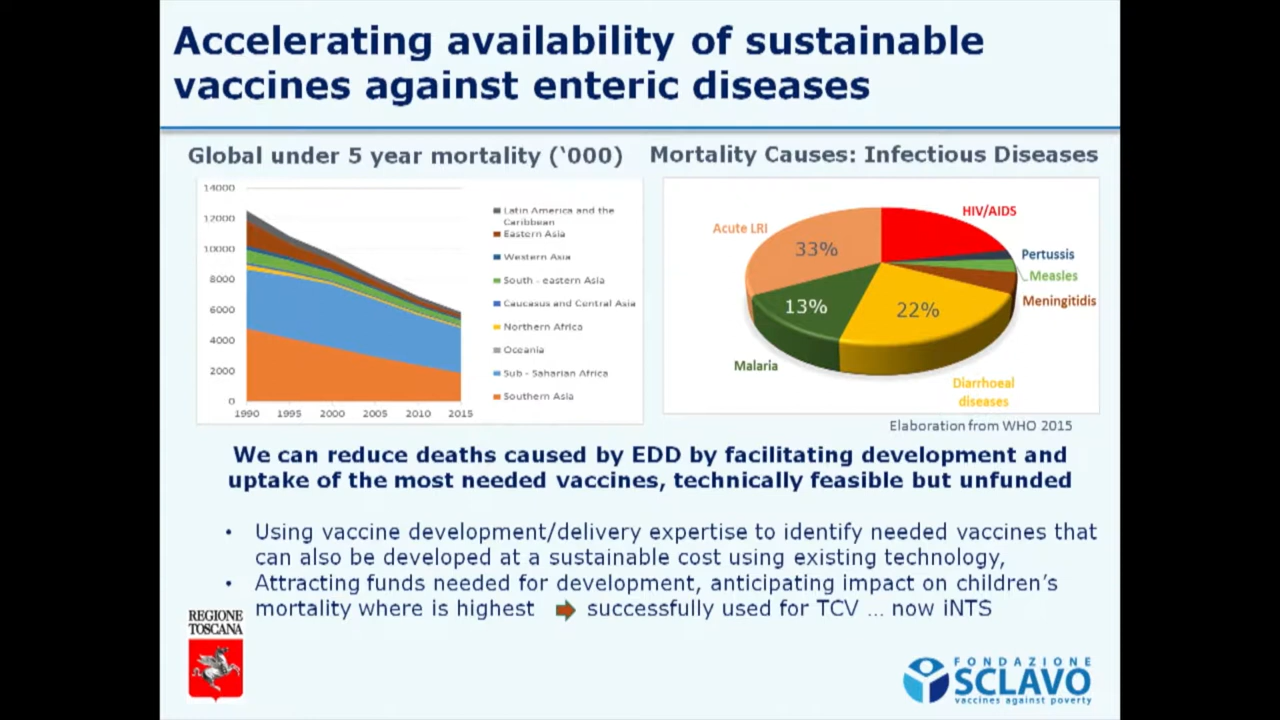 Accelerating availability of sustainable
vaccines against enteric diseases
Global under 5 year mortality (‘000)
14000
12000
10000
8000
6000
4000
2000
0
1990
1995
2000
2005
2010
2015
Latin America and the
Caribbean
Eastern Asia
Western Asia
South - eastern Asia
Caucasus and Central Asia
Northern Africa
Oceania
Sub - Saharian Africa
Southern Asia
Mortality Causes: Infectious Diseases
HIV/AIDS
Acute LRI
33%
Pertussis
Measles
Meningitidis
13%
22%
Malaria
Diarrhoeal
diseases
Elaboration from WHO 2015
We can reduce deaths caused by EDD by facilitating development and
uptake of the most needed vaccines, technically feasible but unfunded
• Using vaccine development/delivery expertise to identify needed vaccines that
can also be developed at a sustainable cost using existing technology,
• Attracting funds needed for development, anticipating impact on children’s
mortality where is highest successfully used for TCV … now iNTS
REGIONE
TOSCANA
FONDAZIONE
SCLAVO
vaccines against poverty